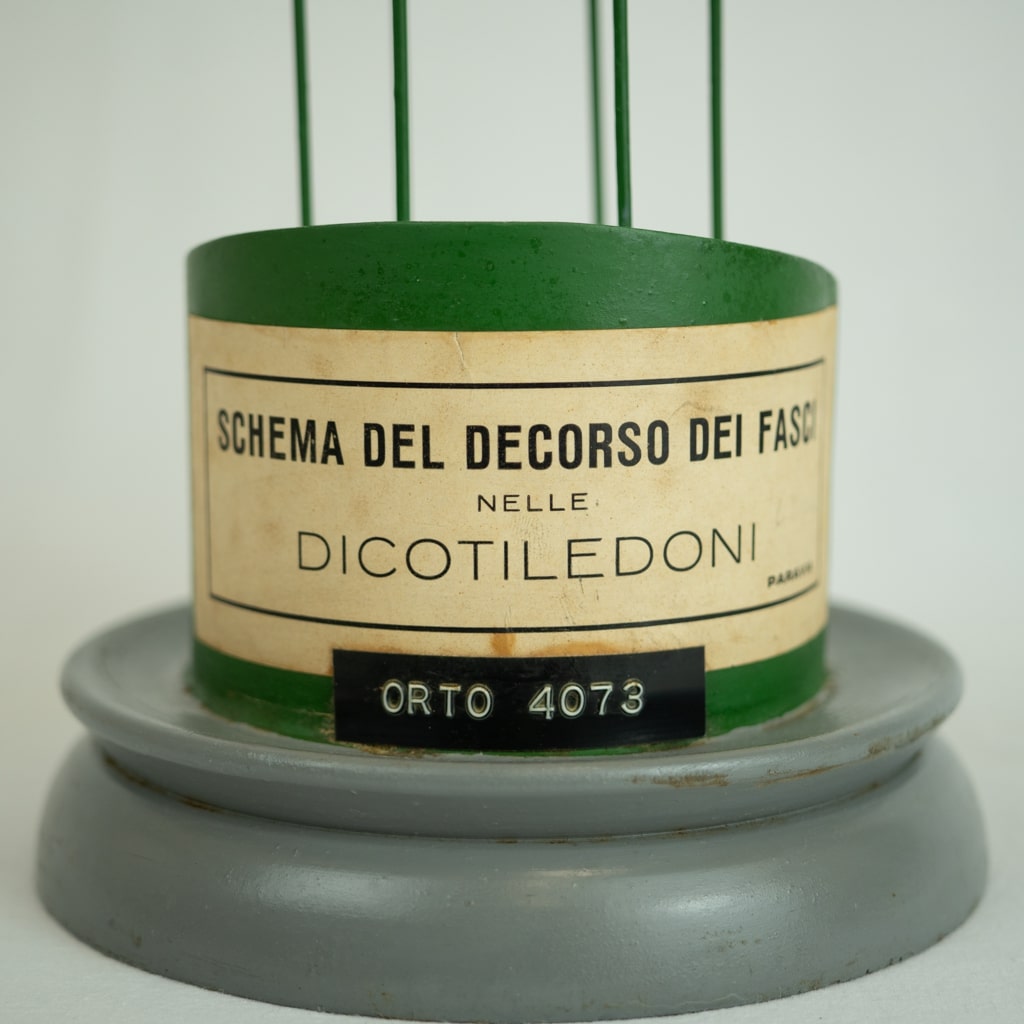 SCHEMA DEL DECORSO DEI FASCI
NELLE
DICOTILEDONI
PARAVIA
ORTO 4073